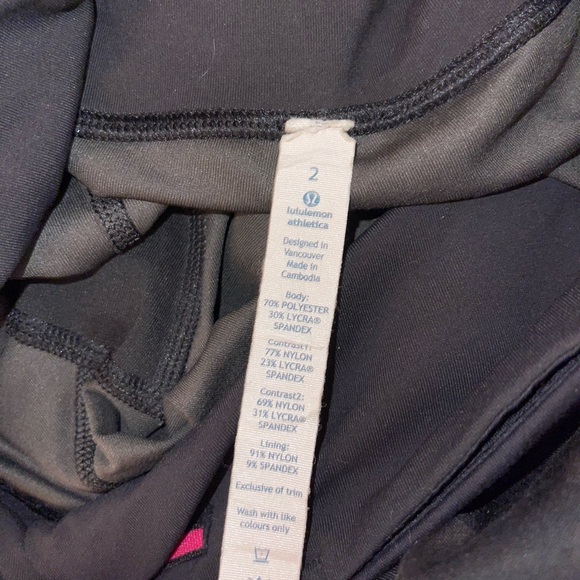 2
lululemon
athletica
Designed in
Vancouver
Made in
Cambodia
Body:
70% POLYESTER
30% LYCRA®
SPANDEX
Contrast1:
77% NYLON
23% LYCRA®
SPANDEX
Contrast2:
69% NYLON
31% LYCRA®
SPANDEX
Lining:
91% NYLON
9% SPANDEX
Exclusive of trim
Wash with like
colours only